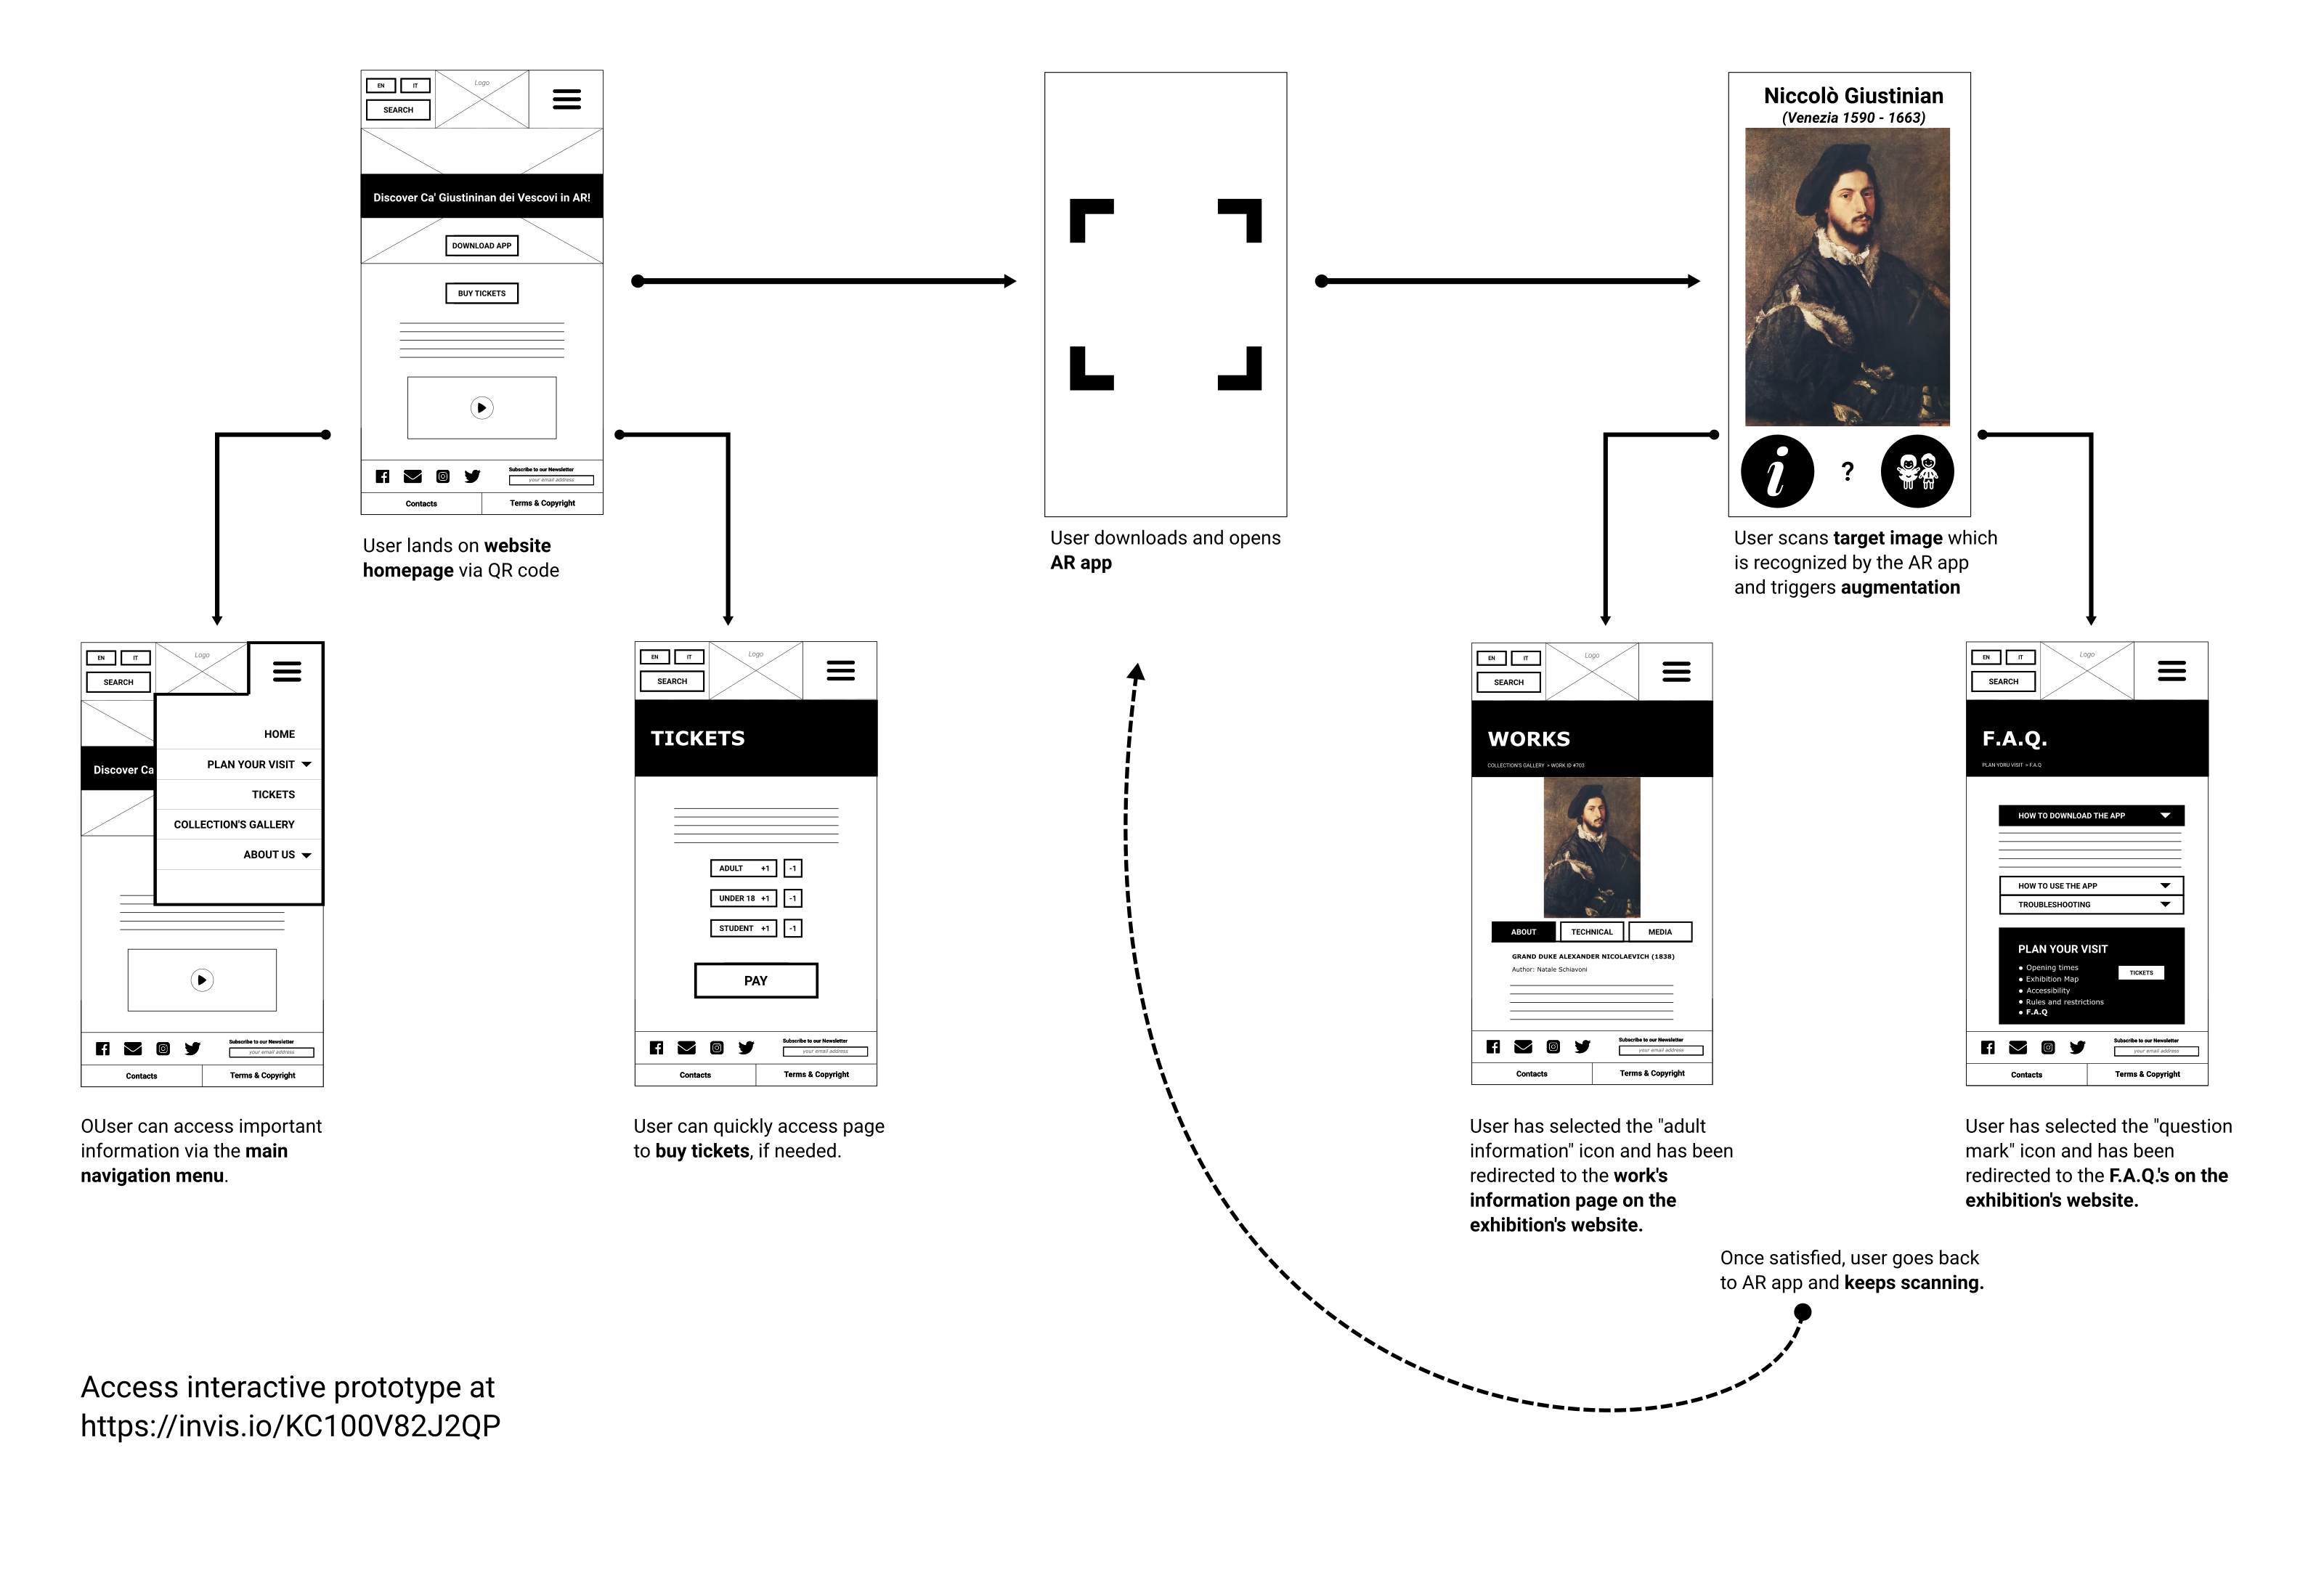 EN
IT
SEARCH
Logo
Discover Ca' Giustininan dei Vescovi in AR!
DOWNLOAD APP
BUY TICKETS
Subscribe to our Newsletter
your email address
Contacts
Terms & Copyright
User lands on website
homepage via QR code
User downloads and opens
AR app
Niccolò Giustinian
(Venezia 1590 - 1663)
i
?
User scans target image which
is recognized by the AR app
and triggers augmentation
EN
IT
SEARCH
Logo
Discover Ca
HOME
PLAN YOUR VISIT
TICKETS
COLLECTION'S GALLERY
ABOUT US
Subscribe to our Newsletter
your email address
Contacts
Terms & Copyright
OUser can access important
information via the main
navigation menu.
EN
IT
SEARCH
Logo
TICKETS
ADULT +1 -1
UNDER 18 +1 -1
STUDENT +1 -1
PAY
Subscribe to our Newsletter
your email address
Contacts
Terms & Copyright
User can quickly access page
to buy tickets, if needed.
EN
IT
SEARCH
Logo
WORKS
COLLECTION'S GALLERY > WORK ID #703
ABOUT
TECHNICAL
MEDIA
GRAND DUKE ALEXANDER NICOLAEVICH (1838)
Author: Natale Schiavoni
Subscribe to our Newsletter
your email address
Contacts
Terms & Copyright
User has selected the "adult
information" icon and has been
redirected to the work's
information page on the
exhibition's website.
EN
IT
SEARCH
Logo
F.A.Q.
PLAN YORU VISIT > F.A.Q
HOW TO DOWNLOAD THE APP
HOW TO USE THE APP
TROUBLESHOOTING
PLAN YOUR VISIT
Opening times
Exhibition Map
Accessibility
Rules and restrictions
F.A.Q
TICKETS
Subscribe to our Newsletter
your email address
Contacts
Terms & Copyright
User has selected the "question
mark" icon and has been
redirected to the F.A.Q.'s on the
exhibition's website.
Once satisfied, user goes back
to AR app and keeps scanning.
Access interactive prototype at
https://invis.io/KC100V82J2QP